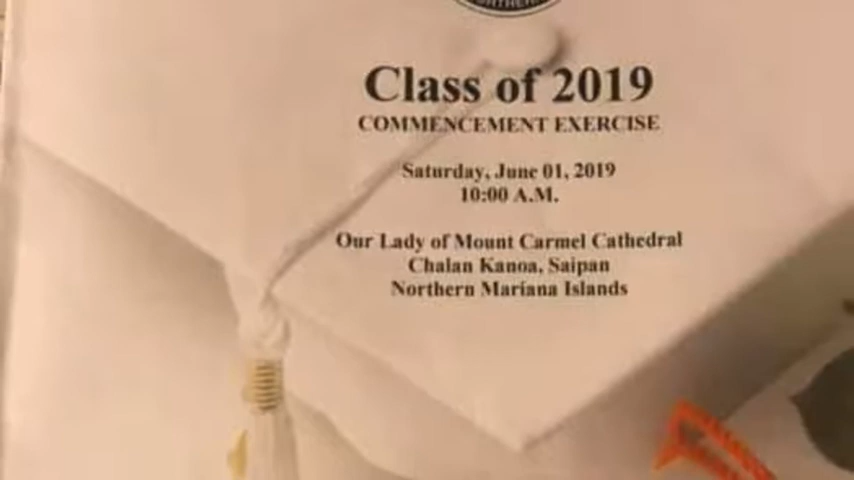 Class of 2019
COMMENCEMENT EXERCISE
Saturday, June 01, 2019
10:00 A.M.
Our Lady of Mount Carmel Cathedral
Chalan Kanoa, Saipan
Northern Mariana Islands